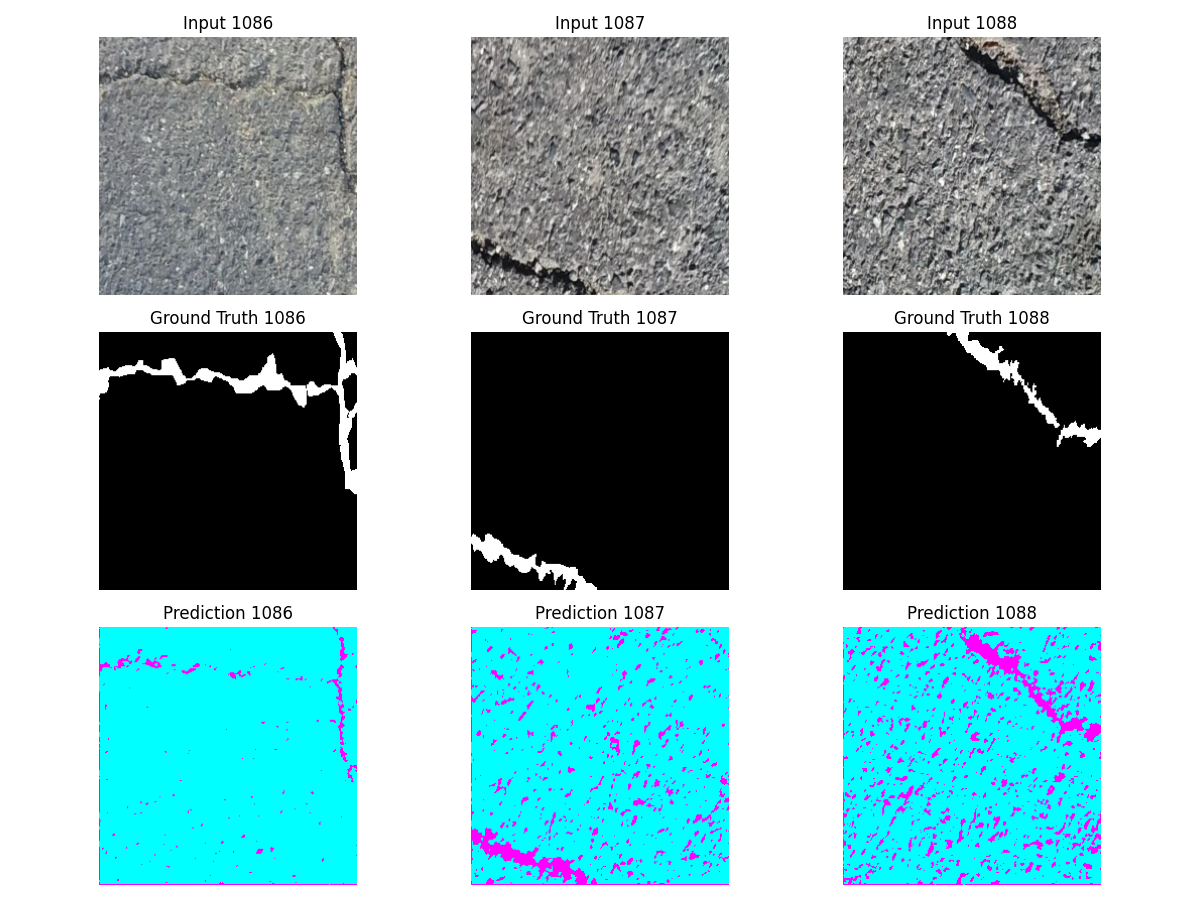 Input 1086
Input 1087
Input 1088
Ground Truth 1086
Ground Truth 1087
Ground Truth 1088
Prediction 1086
Prediction 1087
Prediction 1088